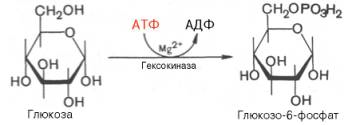 CH₂OH
CH₂OPO₃H₂
АТФ
АДФ
Mg²⁺
O
O
Гексокиназа
OH
OH
OH
OH
OH
OH
OH
OH
Глюкоза
Глюкозо-6-фосфат